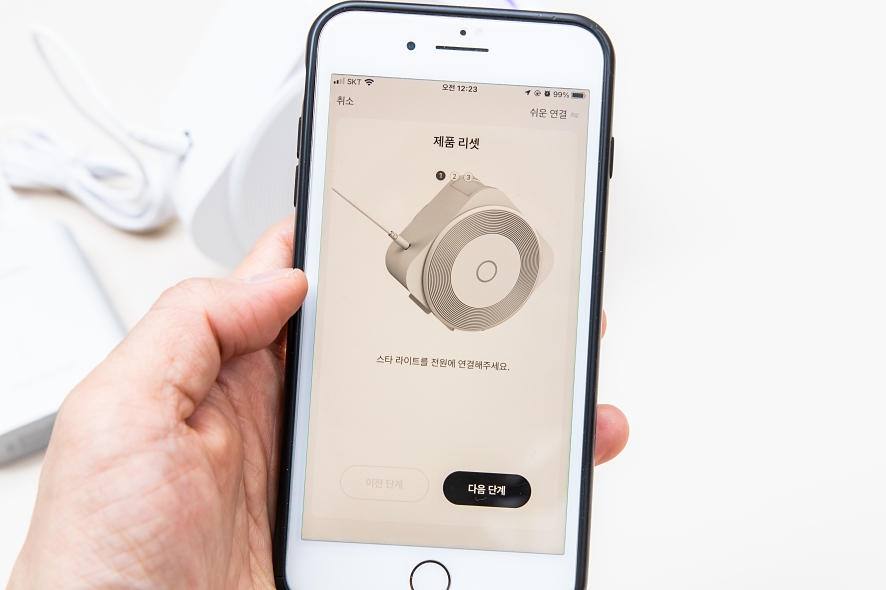 SKT 오전 12:23 99%
취소 쉬운 연결
제품 리셋
1 2 3
스타 라이트를 전원에 연결해주세요.
이전 단계 다음 단계